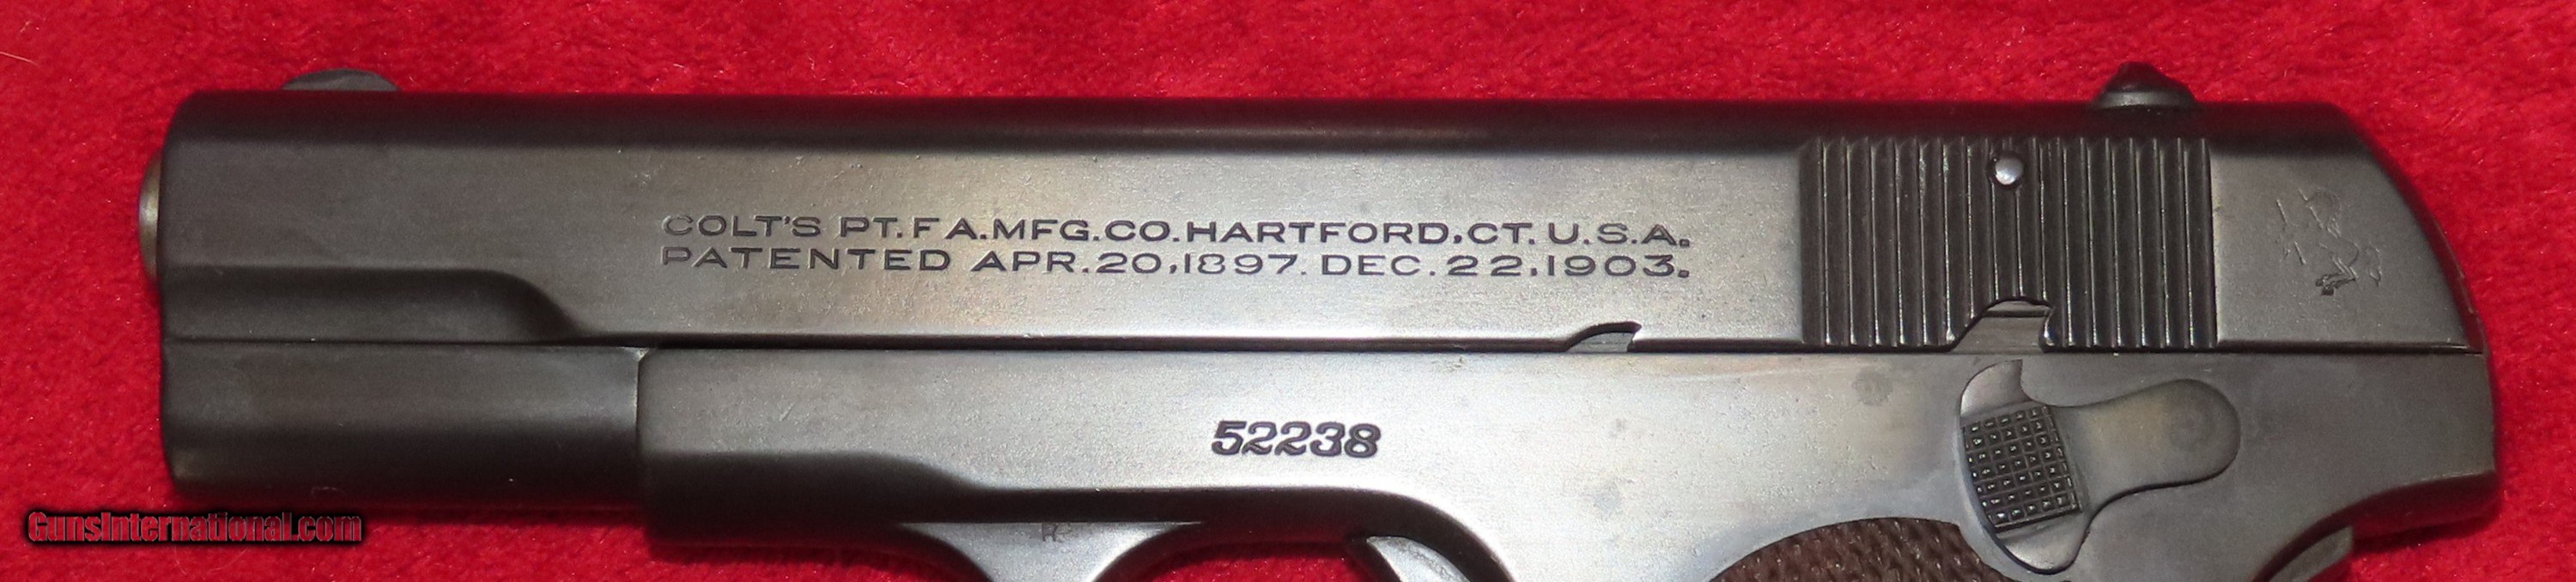 COLT'S PT.F A.MFG.CO.HARTFORD,CT. U.S.A.
PATENTED APR.20,1897. DEC.22,1903.
52238
R
GunsInternational.com